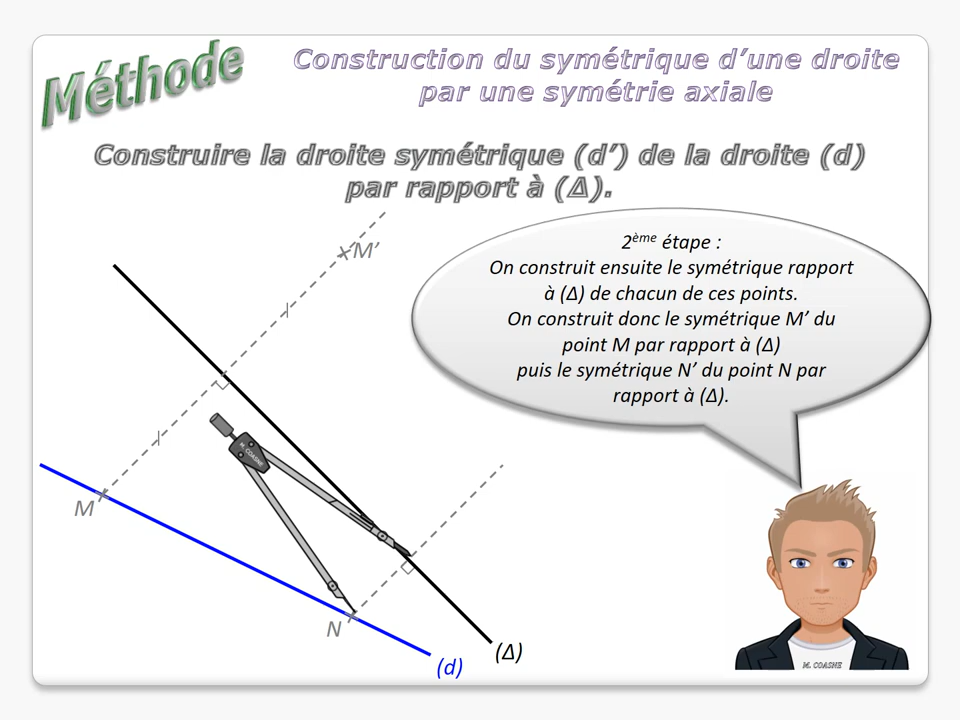 Méthode
Construction du symétrique d’une droite
par une symétrie axiale
Construire la droite symétrique (d’) de la droite (d)
par rapport à (Δ).
2ème étape :
On construit ensuite le symétrique rapport
à (Δ) de chacun de ces points.
On construit donc le symétrique M’ du
point M par rapport à (Δ)
puis le symétrique N’ du point N par
rapport à (Δ).
M’
M. COASNE
M
N
(Δ)
(d)
M. COASNE